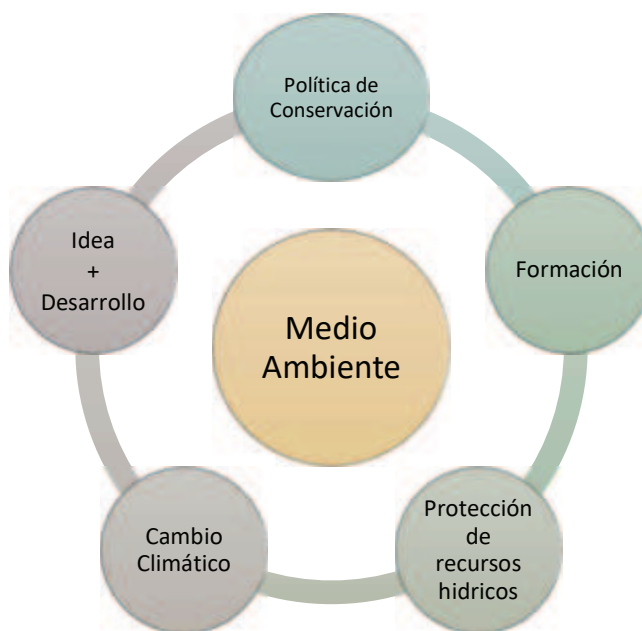 Política de
Conservación
Formación
Protección
de
recursos
hidricos
Cambio
Climático
Idea
+
Desarrollo
Medio
Ambiente